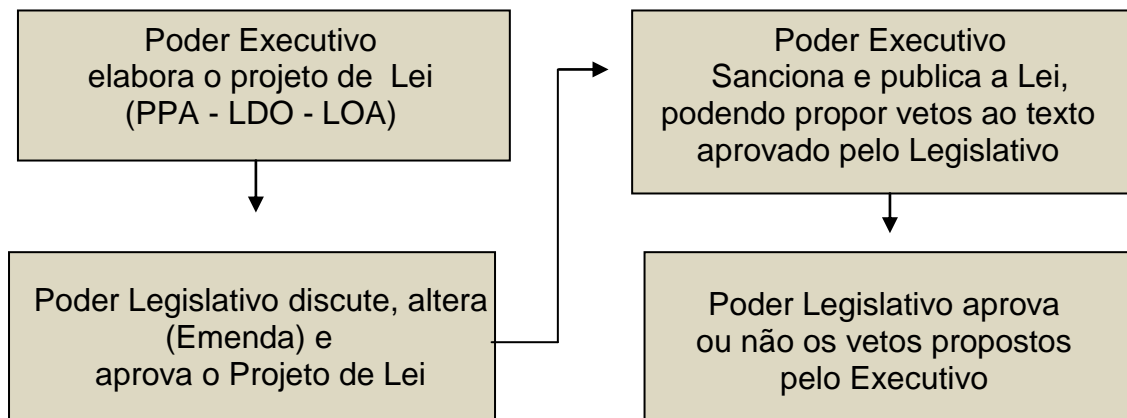 Poder Executivo
elabora o projeto de Lei
(PPA - LDO - LOA)
Poder Legislativo discute, altera
(Emenda) e
aprova o Projeto de Lei
Poder Executivo
Sanciona e publica a Lei,
podendo propor vetos ao texto
aprovado pelo Legislativo
Poder Legislativo aprova
ou não os vetos propostos
pelo Executivo